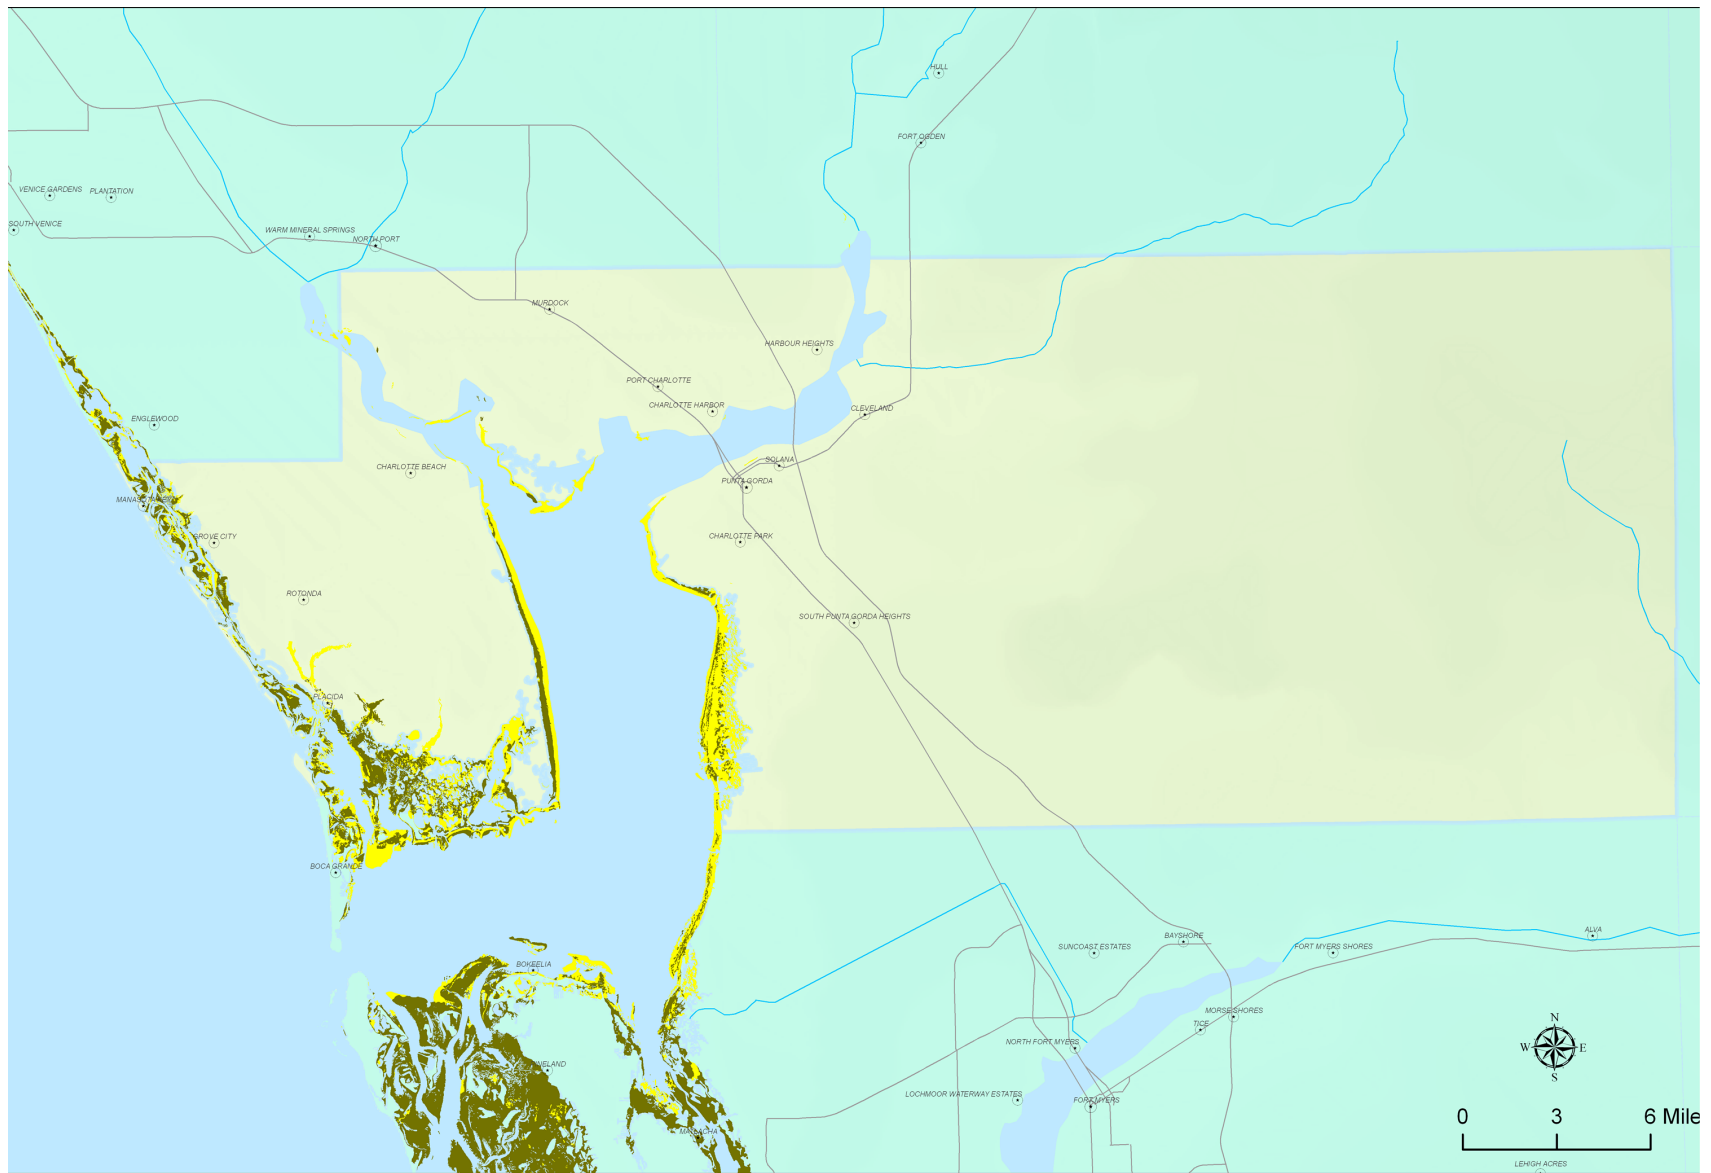 HULL
FORT OGDEN
VENICE GARDENS
PLANTATION
SOUTH VENICE
WARM MINERAL SPRINGS
NORTH PORT
MURDOCK
HARBOUR HEIGHTS
PORT CHARLOTTE
CHARLOTTE HARBOR
CLEVELAND
ENGLEWOOD
SOLANA
CHARLOTTE BEACH
PUNTA GORDA
GROVE CITY
CHARLOTTE PARK
ROTONDA
SOUTH PUNTA GORDA HEIGHTS
PLACIDA
BOCA GRANDE
ALVA
BAYSHORE
SUNCOAST ESTATES
FORT MYERS SHORES
BOKEELIA
MORSE SHORES
TICE
N
W E
S
NORTH FORT MYERS
LOCHMOOR WATERWAY ESTATES
FORT MYERS
0 3 6 Mile
MATLACHA
LEHIGH ACRES